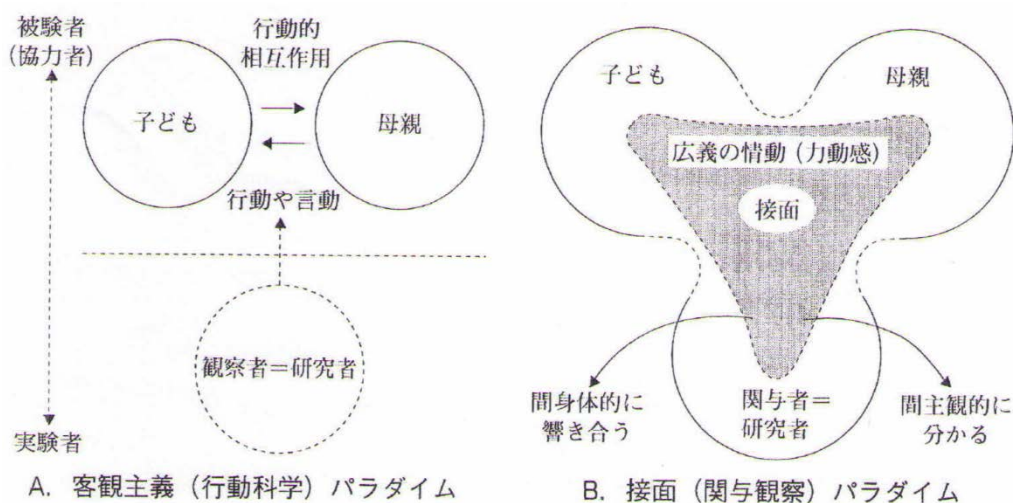 被験者
(協力者)
行動的
相互作用
子ども
母親
行動や言動
観察者＝研究者
実験者
A. 客観主義（行動科学）パラダイム
子ども
母親
広義の情動（力動感）
接面
間身体的に
響き合う
関与者＝
研究者
間主観的に
分かる
B. 接面（関与観察）パラダイム